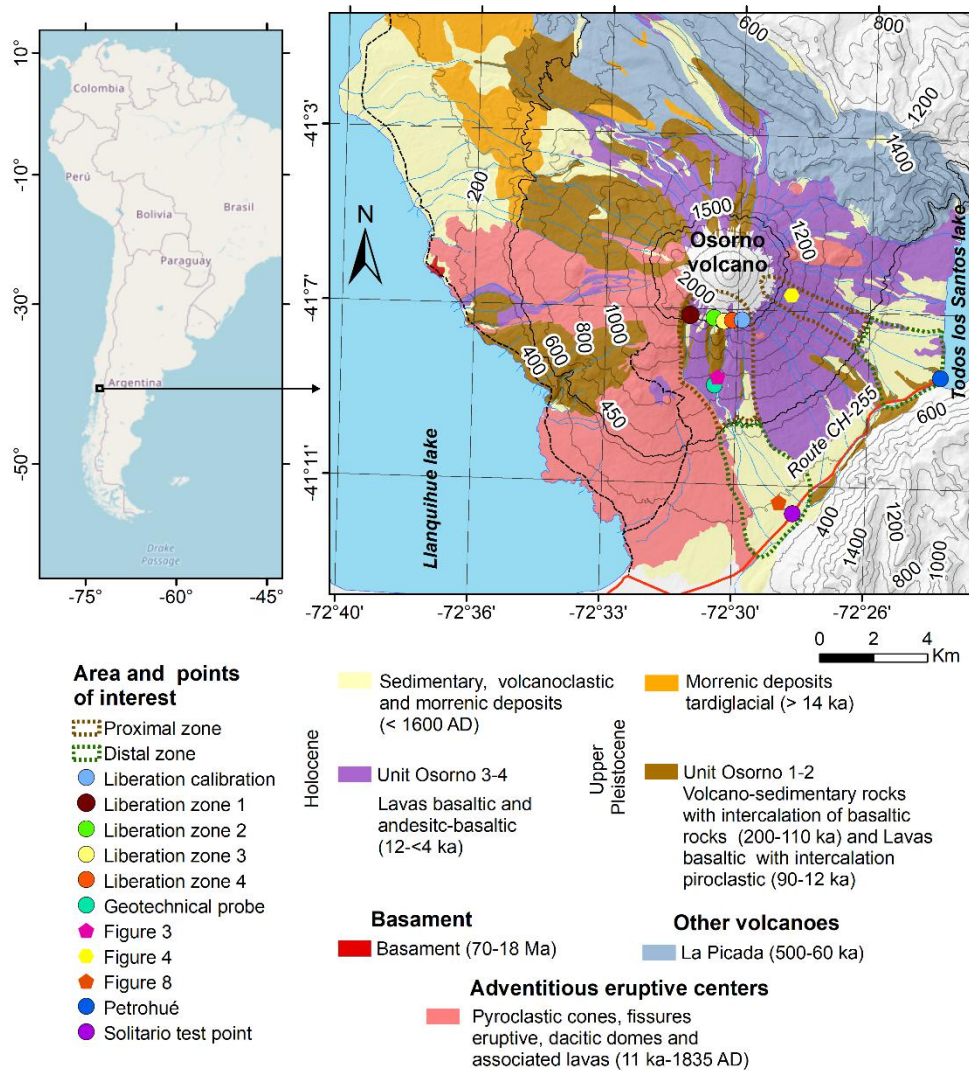 10°
-10°
-30°
-50°
-75°
-60°
-45°
Colombia
Perú
Brasil
Bolivia
Paraguay
Argentina
Drake
Passage
-41°3'
-41°7'
-41°11'
-72°40'
-72°36'
-72°33'
-72°30'
-72°26'
600
800
1200
1400
200
N
1500
Osorno
volcano
1200
2000
1000
800
600
400
450
Todos los Santos lake
Llanquihue lake
Route CH-255
600
400
1200
1400
800
1000
0 2 4
Km
Area and points
of interest
Proximal zone
Distal zone
Liberation calibration
Liberation zone 1
Liberation zone 2
Liberation zone 3
Liberation zone 4
Geotechnical probe
Figure 3
Figure 4
Figure 8
Petrohué
Solitario test point
Holocene
Sedimentary, volcanoclastic
and morrenic deposits
(< 1600 AD)
Unit Osorno 3-4
Lavas basaltic and
andesitc-basaltic
(12-<4 ka)
Upper
Pleistocene
Morrenic deposits
tardiglacial (> 14 ka)
Unit Osorno 1-2
Volcano-sedimentary rocks
with intercalation of basaltic
rocks (200-110 ka) and Lavas
basaltic with intercalation
piroclastic (90-12 ka)
Basament
Basament (70-18 Ma)
Other volcanoes
La Picada (500-60 ka)
Adventitious eruptive centers
Pyroclastic cones, fissures
eruptive, dacitic domes and
associated lavas (11 ka-1835 AD)